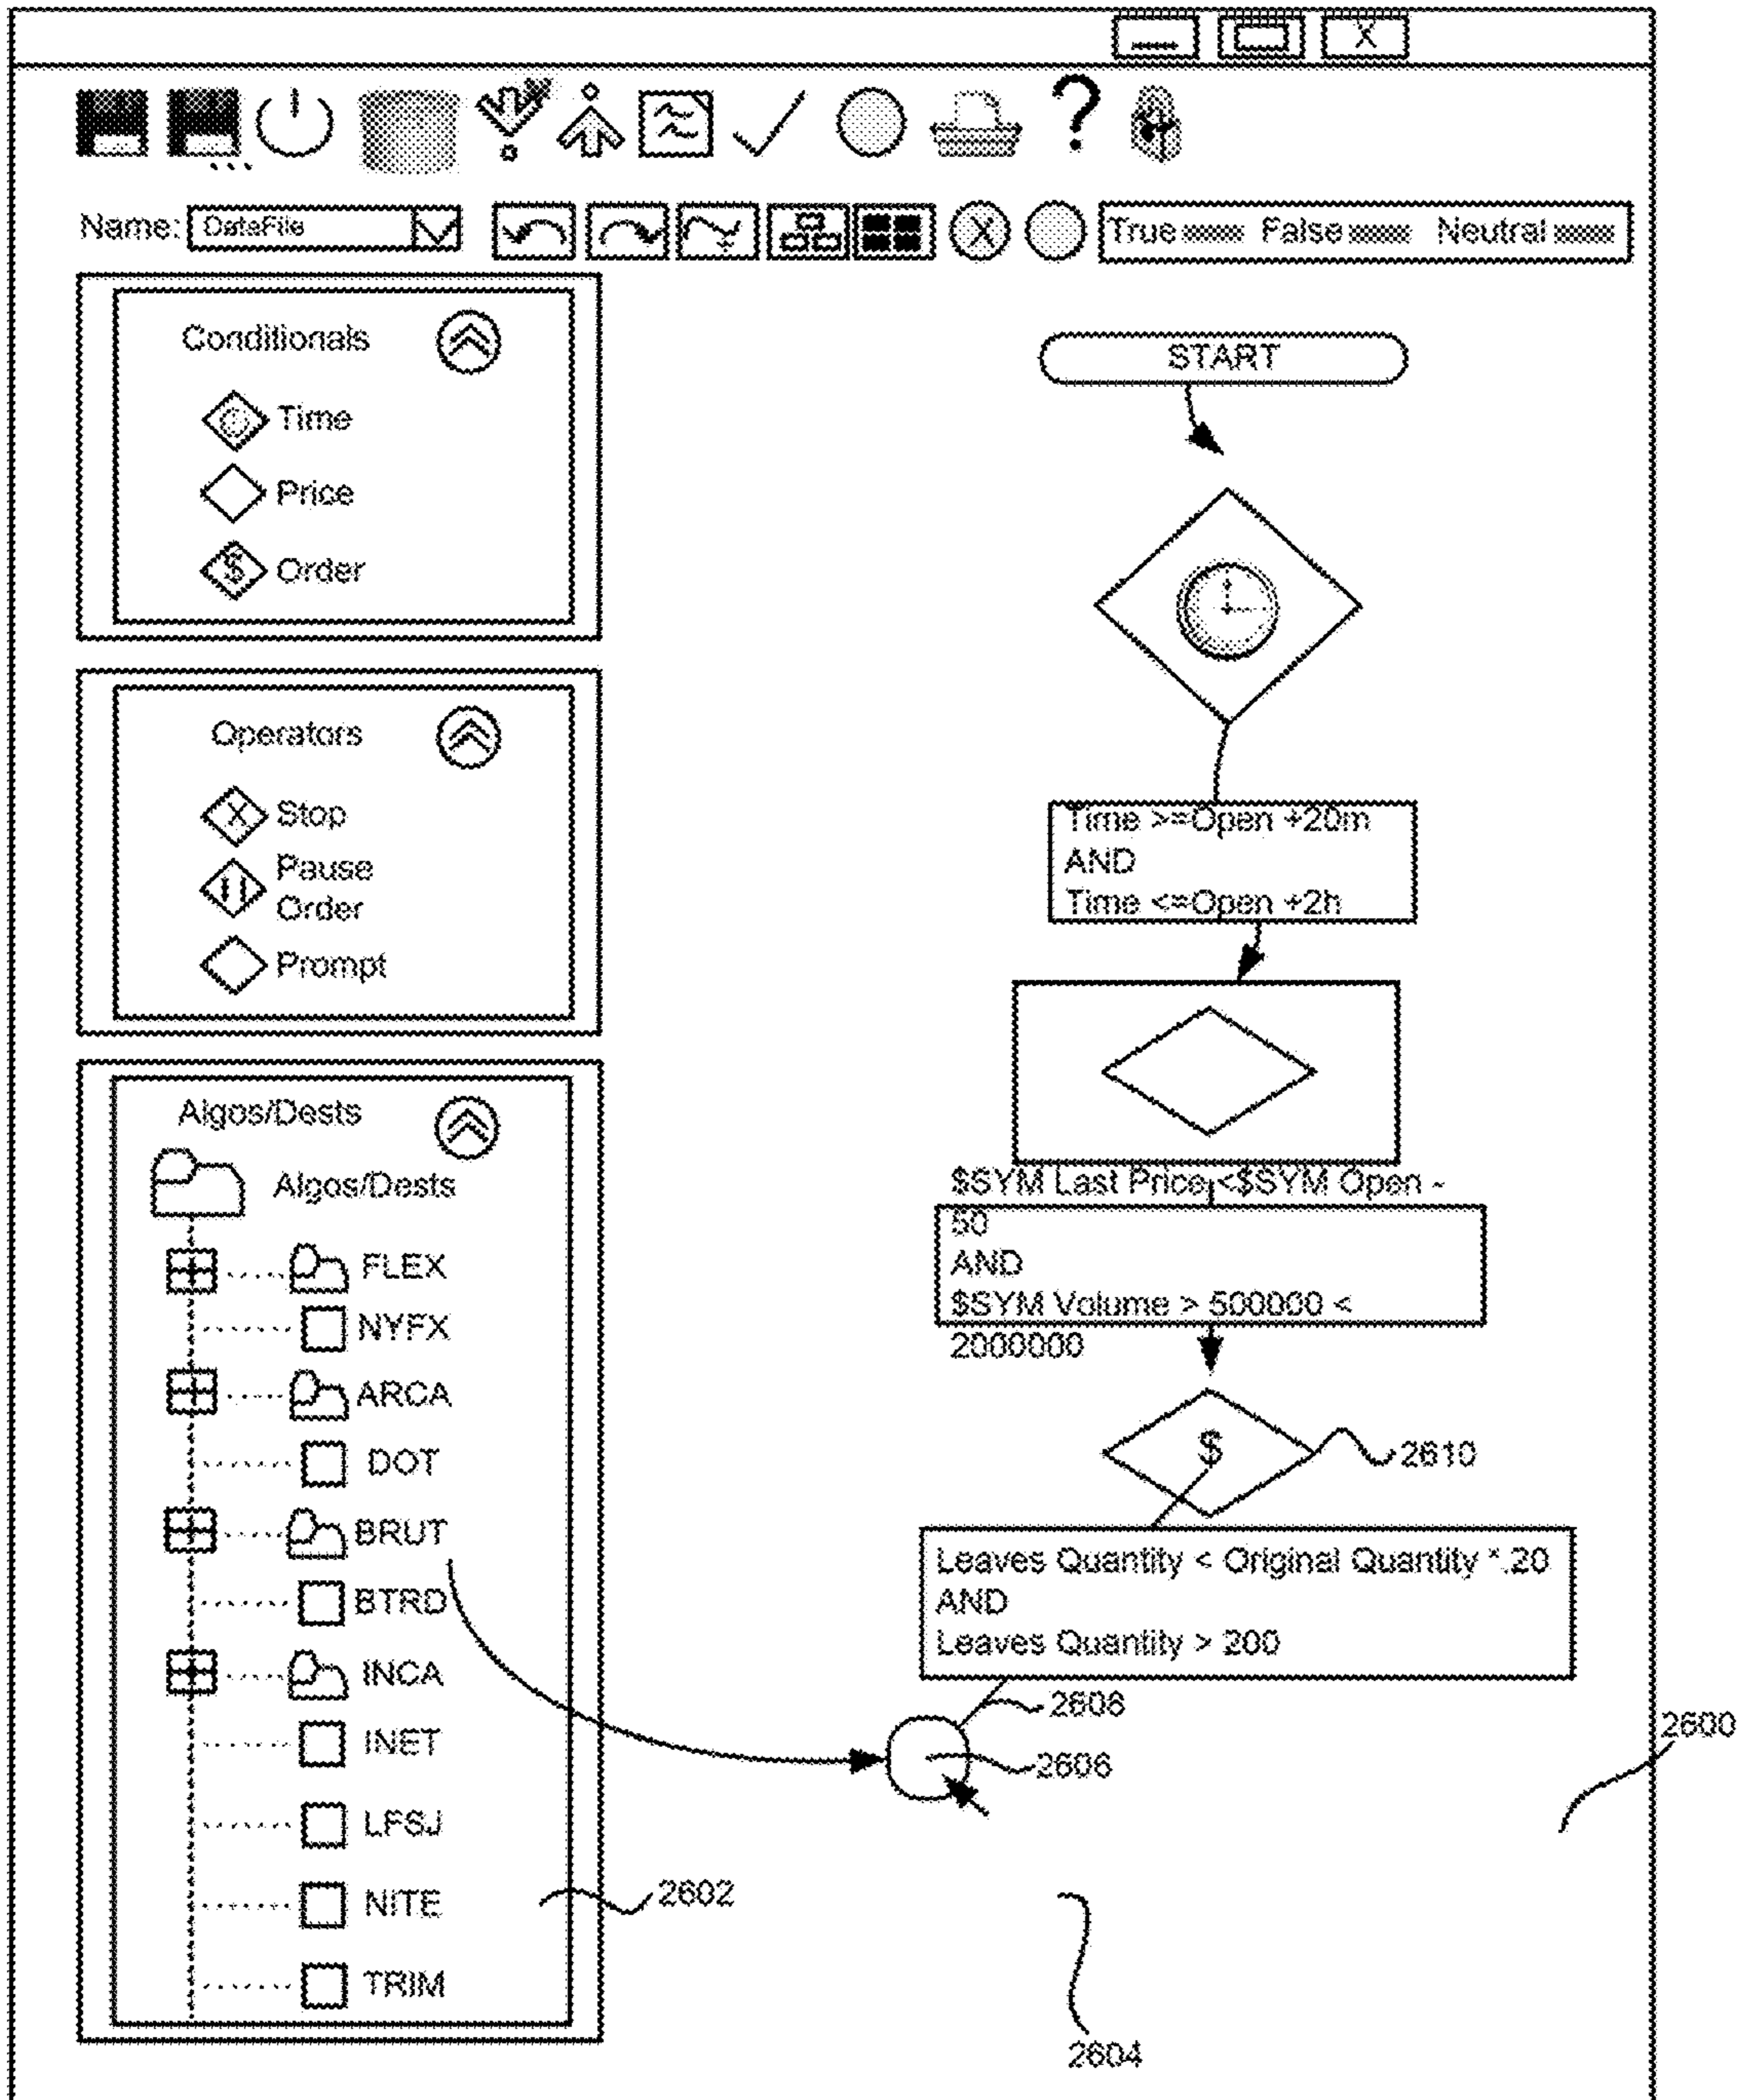 X
?
Name: DataFile
X
True False Neutral
Conditionals
Time
Price
$ Order
Operators
X Stop
Pause
Order
Prompt
Algos/Dests
Algos/Dests
FLEX
NYFX
ARCA
DOT
BRUT
BTRD
INCA
INET
LFSJ
NITE
TRIM
2602
START
Time >=Open +20m
AND
Time <=Open +2h
$SYM Last Price <$SYM Open -
50
AND
$SYM Volume > 500000 <
2000000
$
2610
Leaves Quantity < Original Quantity *.20
AND
Leaves Quantity > 200
2608
2606
2600
2604